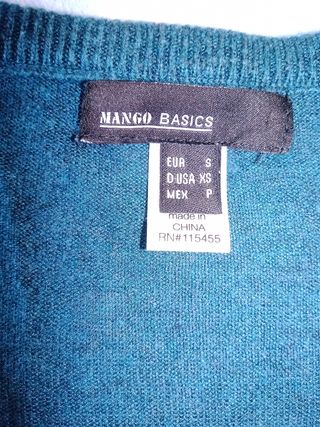 MANGO BASICS
EUR S
D·USA XS
MEX P
made in
CHINA
RN#115455